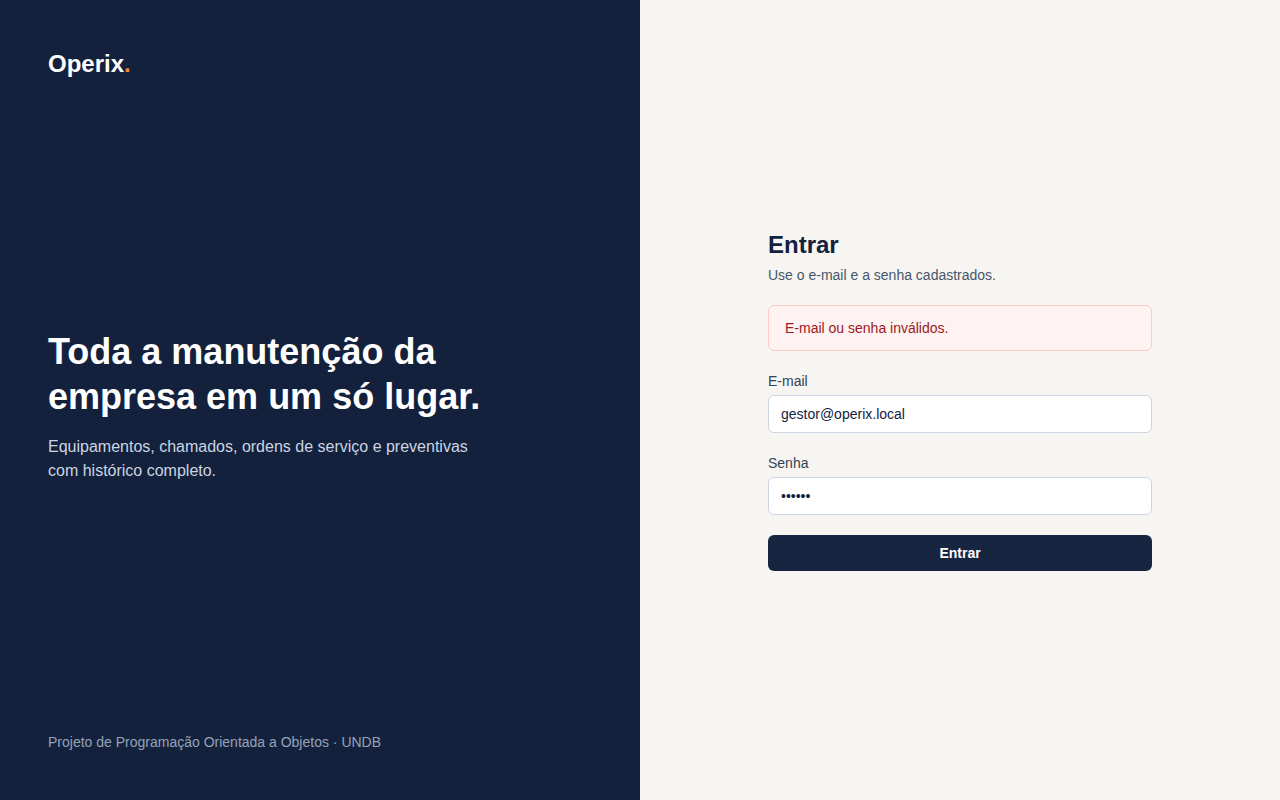 Operix.
Toda a manutenção da
empresa em um só lugar.
Equipamentos, chamados, ordens de serviço e preventivas
com histórico completo.
Projeto de Programação Orientada a Objetos · UNDB
Entrar
Use o e-mail e a senha cadastrados.
E-mail ou senha inválidos.
E-mail
gestor@operix.local
Senha
••••••
Entrar